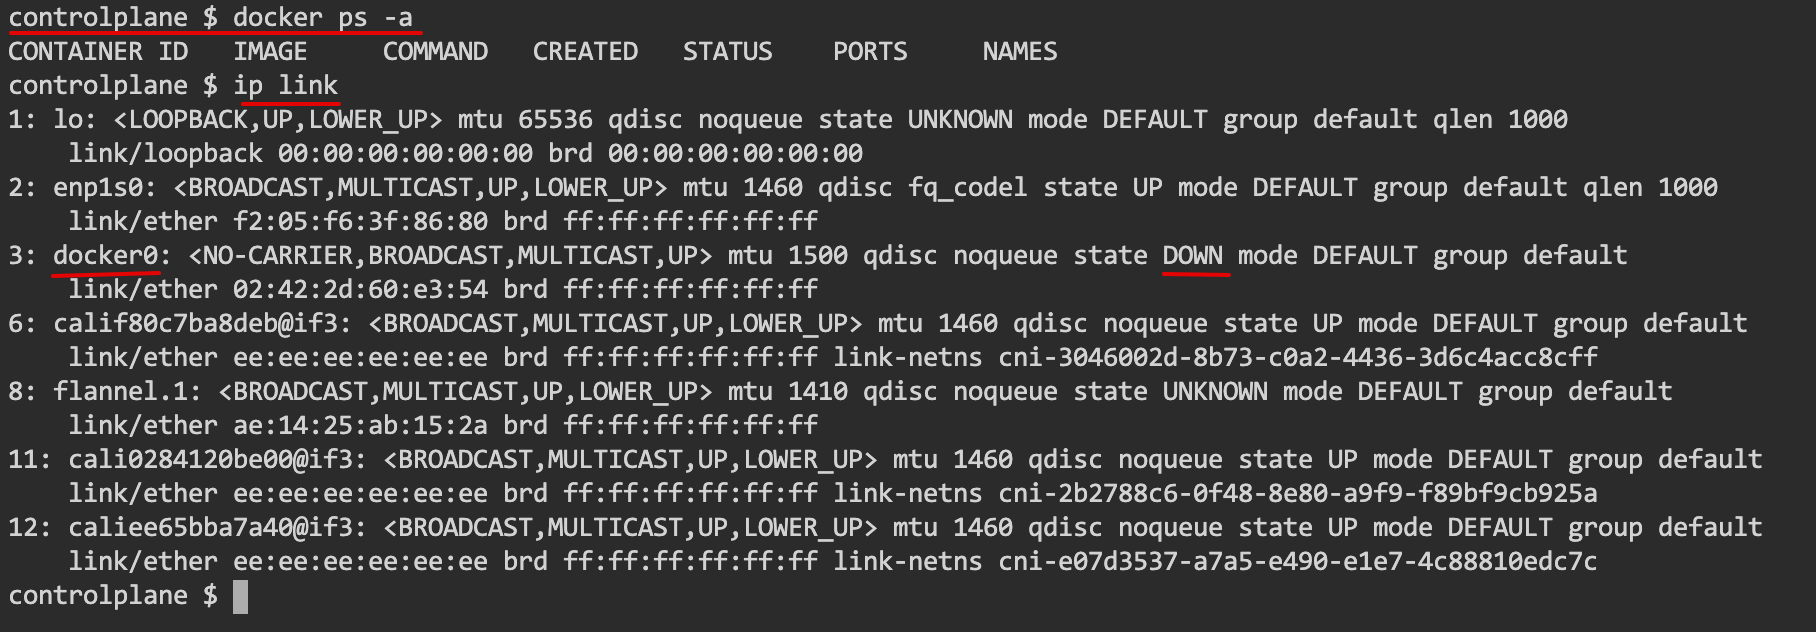 controlplane $ docker ps -a
CONTAINER ID   IMAGE     COMMAND   CREATED   STATUS    PORTS     NAMES
controlplane $ ip link
1: lo: <LOOPBACK,UP,LOWER_UP> mtu 65536 qdisc noqueue state UNKNOWN mode DEFAULT group default qlen 1000
    link/loopback 00:00:00:00:00:00 brd 00:00:00:00:00:00
2: enp1s0: <BROADCAST,MULTICAST,UP,LOWER_UP> mtu 1460 qdisc fq_codel state UP mode DEFAULT group default qlen 1000
    link/ether f2:05:f6:3f:86:80 brd ff:ff:ff:ff:ff:ff
3: docker0: <NO-CARRIER,BROADCAST,MULTICAST,UP> mtu 1500 qdisc noqueue state DOWN mode DEFAULT group default
    link/ether 02:42:2d:60:e3:54 brd ff:ff:ff:ff:ff:ff
6: calif80c7ba8deb@if3: <BROADCAST,MULTICAST,UP,LOWER_UP> mtu 1460 qdisc noqueue state UP mode DEFAULT group default
    link/ether ee:ee:ee:ee:ee:ee brd ff:ff:ff:ff:ff:ff link-netns cni-3046002d-8b73-c0a2-4436-3d6c4acc8cff
8: flannel.1: <BROADCAST,MULTICAST,UP,LOWER_UP> mtu 1410 qdisc noqueue state UNKNOWN mode DEFAULT group default
    link/ether ae:14:25:ab:15:2a brd ff:ff:ff:ff:ff:ff
11: cali0284120be00@if3: <BROADCAST,MULTICAST,UP,LOWER_UP> mtu 1460 qdisc noqueue state UP mode DEFAULT group default
    link/ether ee:ee:ee:ee:ee:ee brd ff:ff:ff:ff:ff:ff link-netns cni-2b2788c6-0f48-8e80-a9f9-f89bf9cb925a
12: caliee65bba7a40@if3: <BROADCAST,MULTICAST,UP,LOWER_UP> mtu 1460 qdisc noqueue state UP mode DEFAULT group default
    link/ether ee:ee:ee:ee:ee:ee brd ff:ff:ff:ff:ff:ff link-netns cni-e07d3537-a7a5-e490-e1e7-4c88810edc7c
controlplane $